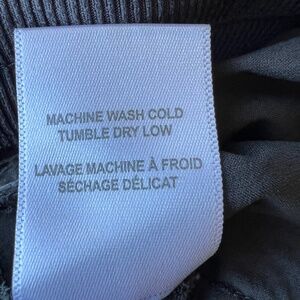 MACHINE WASH COLD
TUMBLE DRY LOW
LAVAGE MACHINE À FROID
SÉCHAGE DÉLICAT